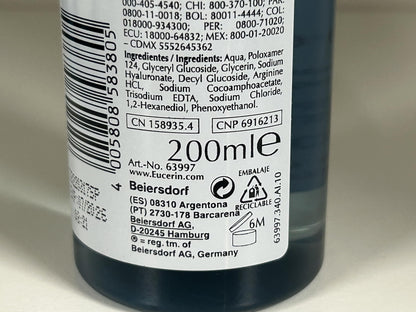 000-405-4540; CHI: 800-370-100; PAR:
0800-11-0018; BOL: 80011-4444; COL:
018000-934300; PER: 0800-71020;
ECU: 18000-64832; MEX: 800-01-20020
– CDMX 5552645362
Ingredientes / Ingredients: Aqua, Poloxamer
124, Glyceryl Glucoside, Glycerin, Sodium
Hyaluronate, Decyl Glucoside, Arginine
HCL, Sodium Cocoamphoacetate,
Trisodium EDTA, Sodium Chloride,
1,2-Hexanediol, Phenoxyethanol.
CN 158935.4 CNP 6916213
200ml℮
Art.-No. 63997
www.Eucerin.com
Beiersdorf
(ES) 08310 Argentona
(PT) 2730-178 Barcarena
Beiersdorf AG,
D-20245 Hamburg
® = reg. tm. of
Beiersdorf AG, Germany
EMBALAJE
RECICLABLE
6M
63997.340.AI.10
4 005808 583805